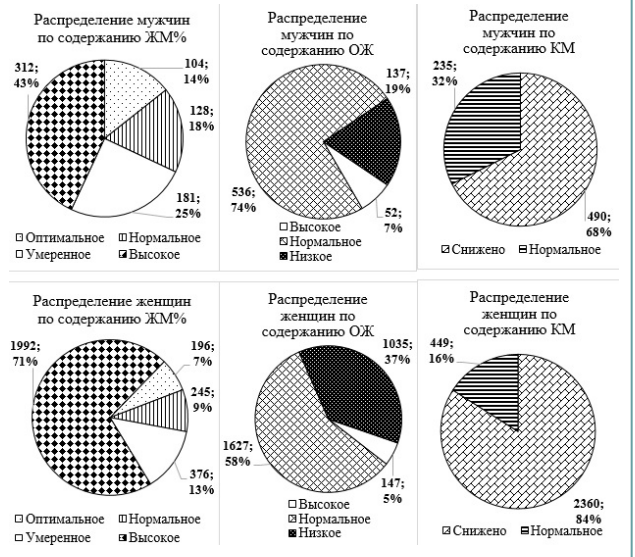 Распределение мужчин
по содержанию ЖМ%
312;
43%
104;
14%
128;
18%
181;
25%
Оптимальное Нормальное
Умеренное Высокое
Распределение
мужчин по
содержанию ОЖ
137;
19%
536;
74%
52;
7%
Высокое
Нормальное
Низкое
Распределение
мужчин по
содержанию КМ
235;
32%
490;
68%
Снижено Нормальное
Распределение женщин
по содержанию ЖМ%
1992;
71%
196;
7%
245;
9%
376;
13%
Оптимальное Нормальное
Умеренное Высокое
Распределение
женщин по
содержанию ОЖ
1035;
37%
1627;
58%
147;
5%
Высокое
Нормальное
Низкое
Распределение
женщин по
содержанию КМ
449;
16%
2360;
84%
Снижено Нормальное